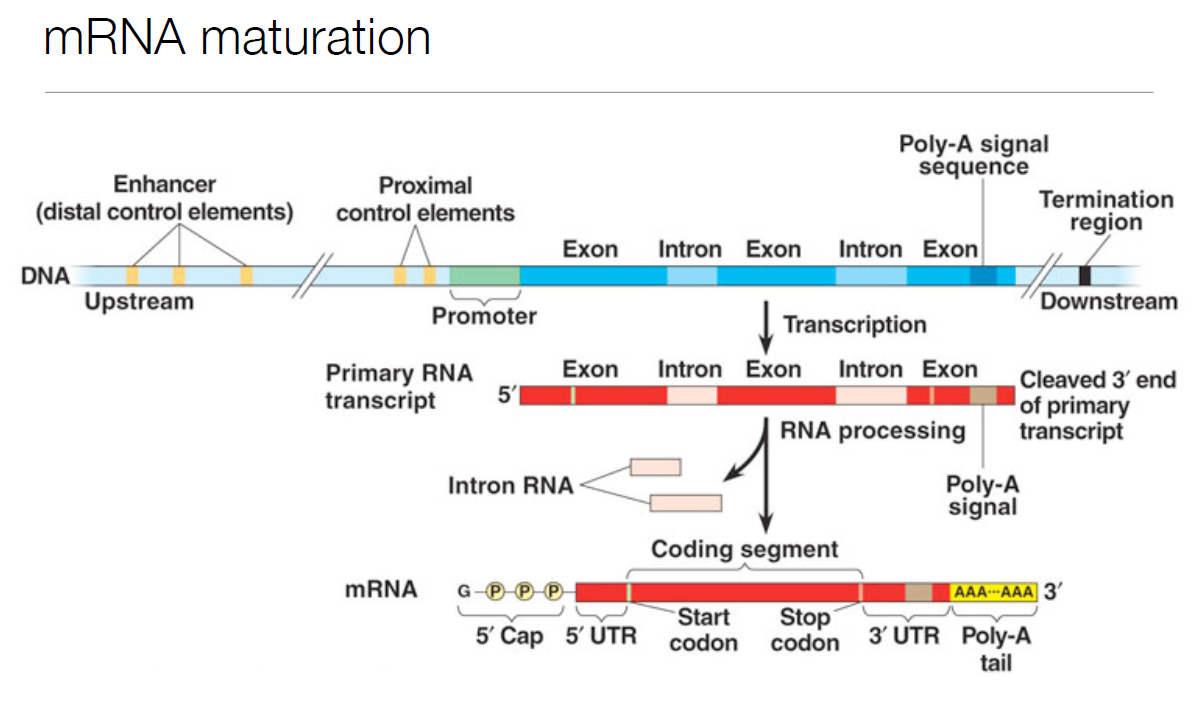 mRNA maturation
Poly-A signal
sequence
Enhancer
(distal control elements)
Proximal
control elements
Termination
region
Exon Intron Exon Intron Exon
DNA
Upstream
Downstream
Promoter
Transcription
Primary RNA
transcript
Exon Intron Exon Intron Exon
5′
Cleaved 3′ end
of primary
transcript
RNA processing
Intron RNA
Poly-A
signal
Coding segment
mRNA
G P P P
AAA···AAA 3′
5′ Cap
5′ UTR
Start
codon
Stop
codon
3′ UTR
Poly-A
tail